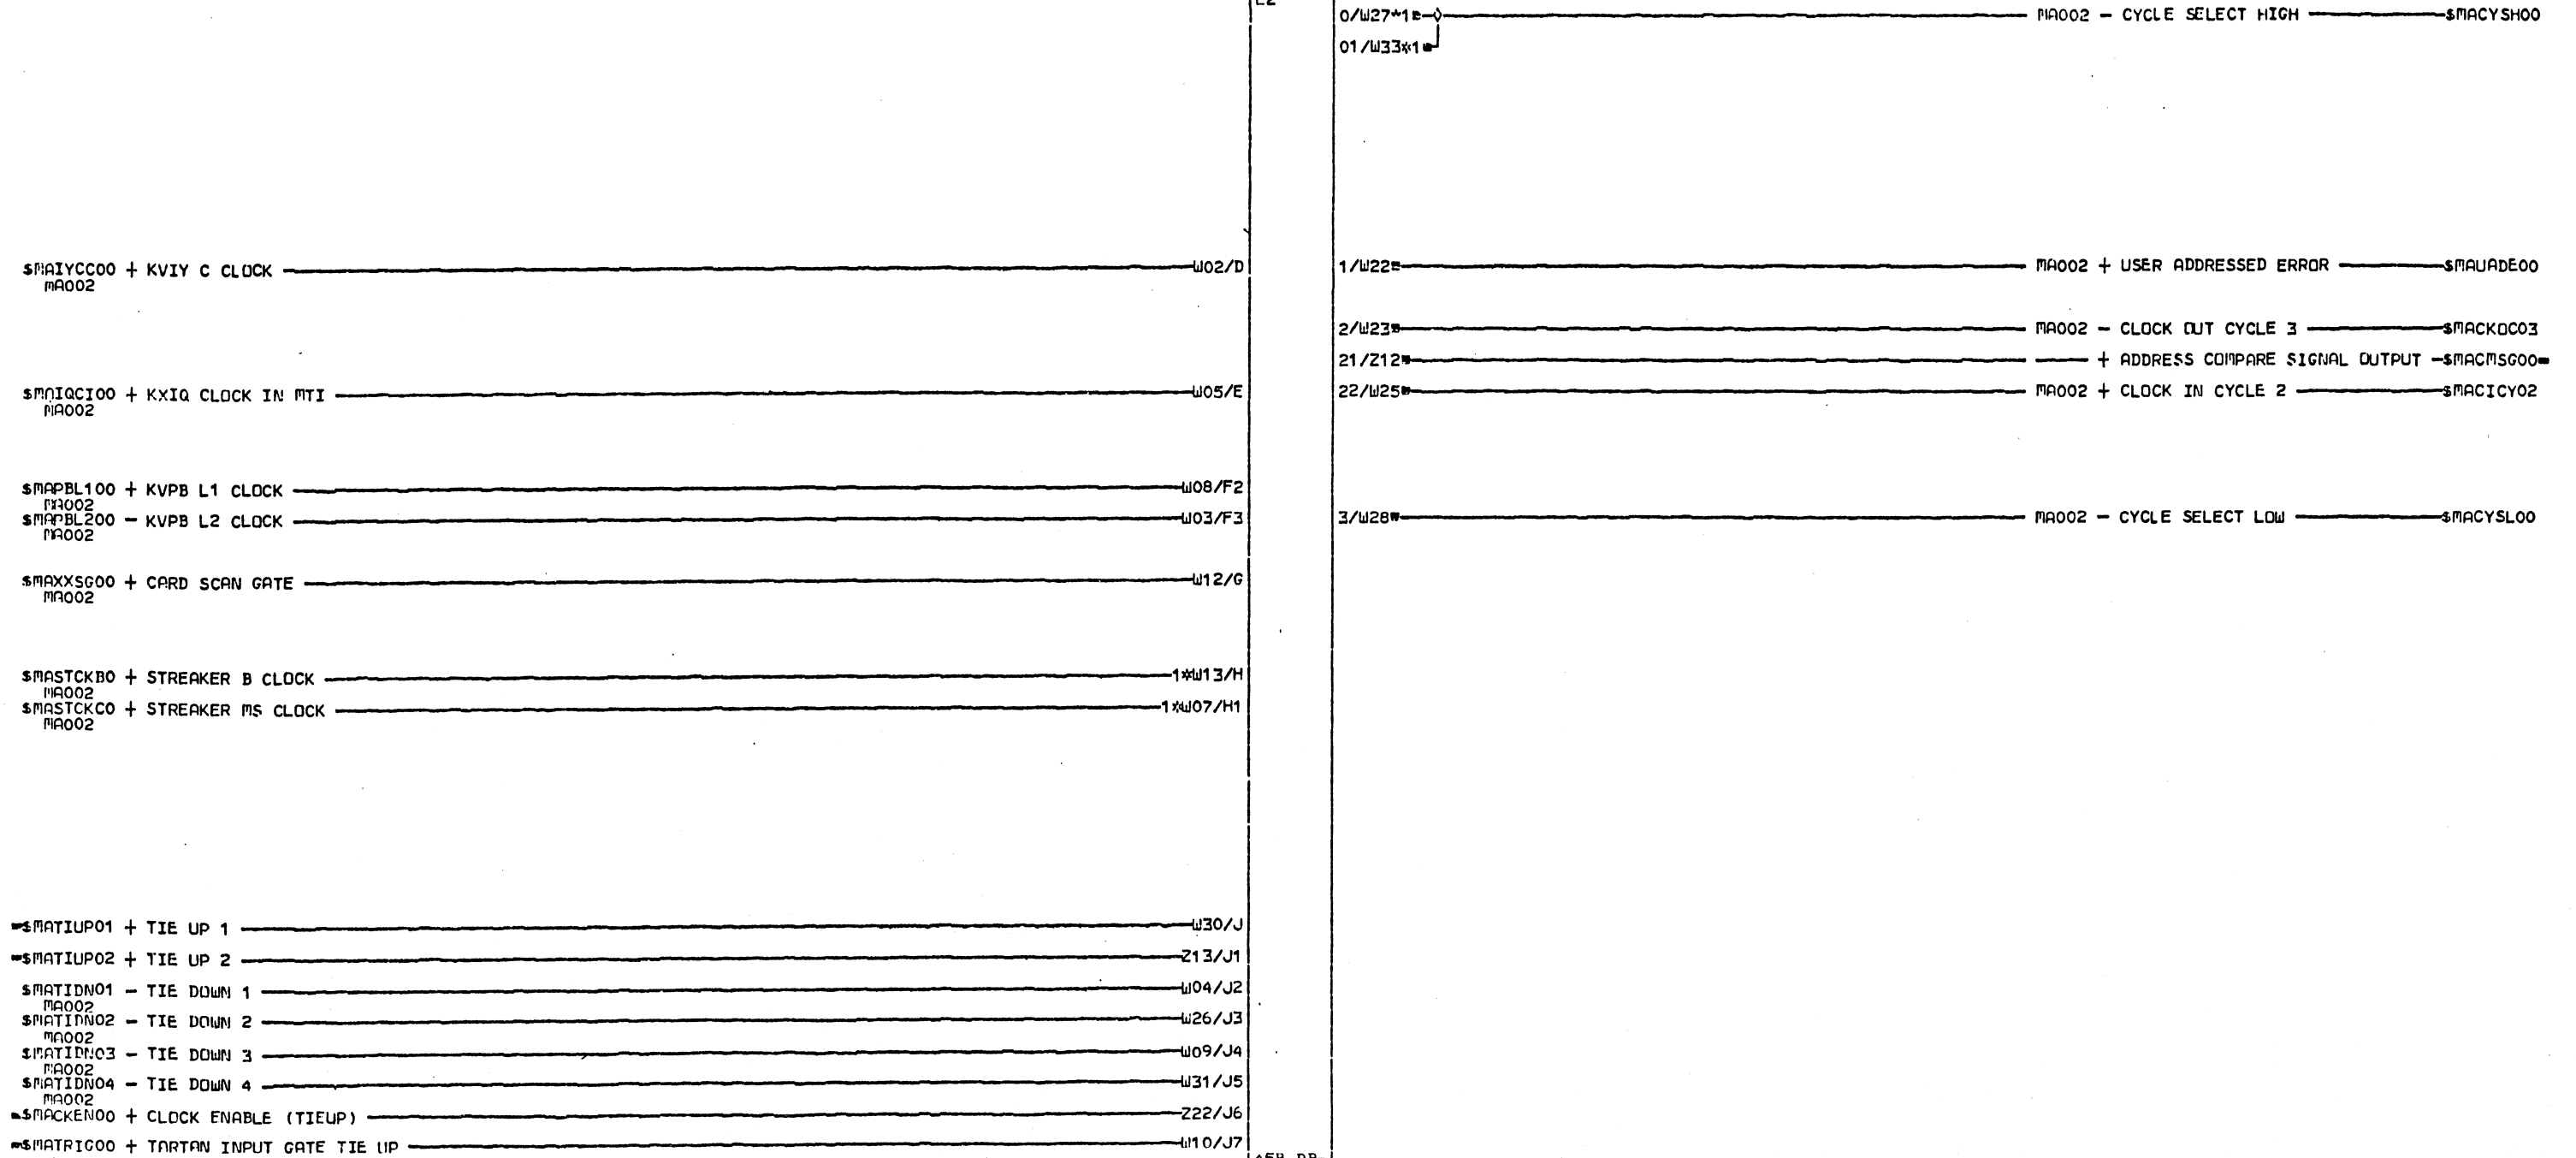 0/W27*1 MA002 - CYCLE SELECT HIGH $MACYSH00
01/W33*1
$MAIYCC00 + KVIY C CLOCK W02/D
MA002
1/W22 MA002 + USER ADDRESSED ERROR $MAUADE00
2/W23 MA002 - CLOCK OUT CYCLE 3 $MACKOC03
21/Z12 + ADDRESS COMPARE SIGNAL OUTPUT $MACMSG00
$MAIQCI00 + KXIQ CLOCK IN MTI W05/E
MA002
22/W25 MA002 + CLOCK IN CYCLE 2 $MACICY02
$MAPBL100 + KVPB L1 CLOCK W08/F2
MA002
$MAPBL200 - KVPB L2 CLOCK W03/F3
MA002
3/W28 MA002 - CYCLE SELECT LOW $MACYSL00
$MAXXSG00 + CARD SCAN GATE W12/G
MA002
$MASTCKB0 + STREAKER B CLOCK 1*W13/H
MA002
$MASTCKC0 + STREAKER MS CLOCK 1*W07/H1
MA002
$MATIUP01 + TIE UP 1 W30/J
$MATIUP02 + TIE UP 2 Z13/J1
$MATIDN01 - TIE DOWN 1 W04/J2
MA002
$MATIDN02 - TIE DOWN 2 W26/J3
MA002
$MATIDN03 - TIE DOWN 3 W09/J4
MA002
$MATIDN04 - TIE DOWN 4 W31/J5
MA002
$MACKEN00 + CLOCK ENABLE (TIEUP) Z22/J6
$MATRIG00 + TARTAN INPUT GATE TIE UP W10/J7